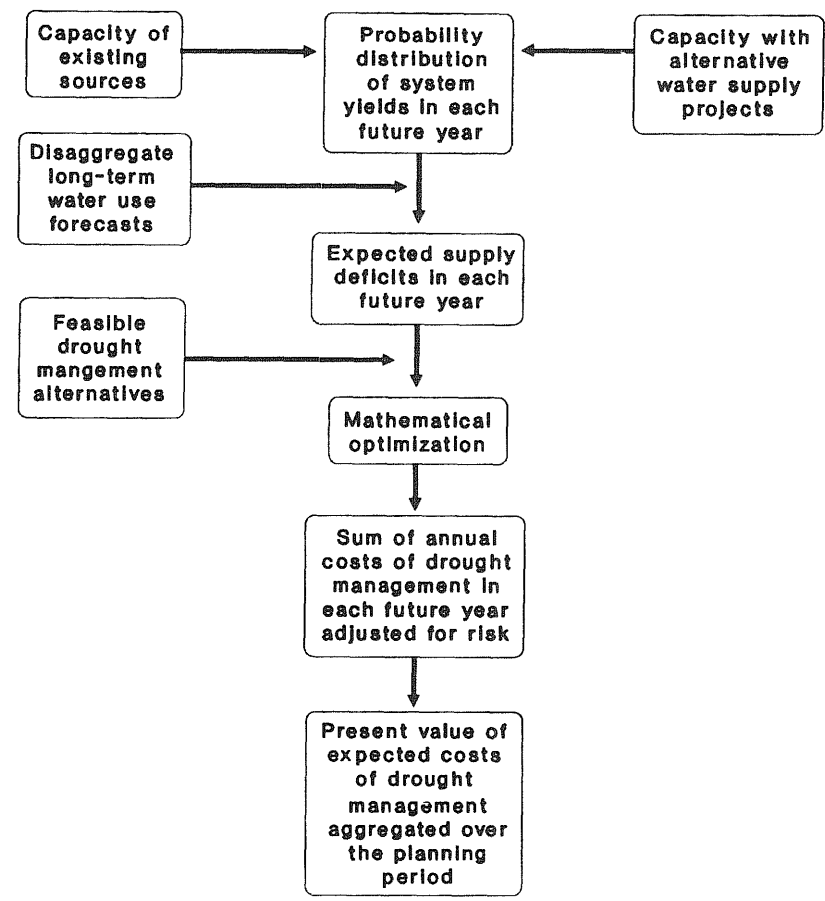 Capacity of
existing
sources
Probability
distribution
of system
yields in each
future year
Capacity with
alternative
water supply
projects
Disaggregate
long-term
water use
forecasts
Expected supply
deficits in each
future year
Feasible
drought
mangement
alternatives
Mathematical
optimization
Sum of annual
costs of drought
management in
each future year
adjusted for risk
Present value of
expected costs
of drought
management
aggregated over
the planning
period